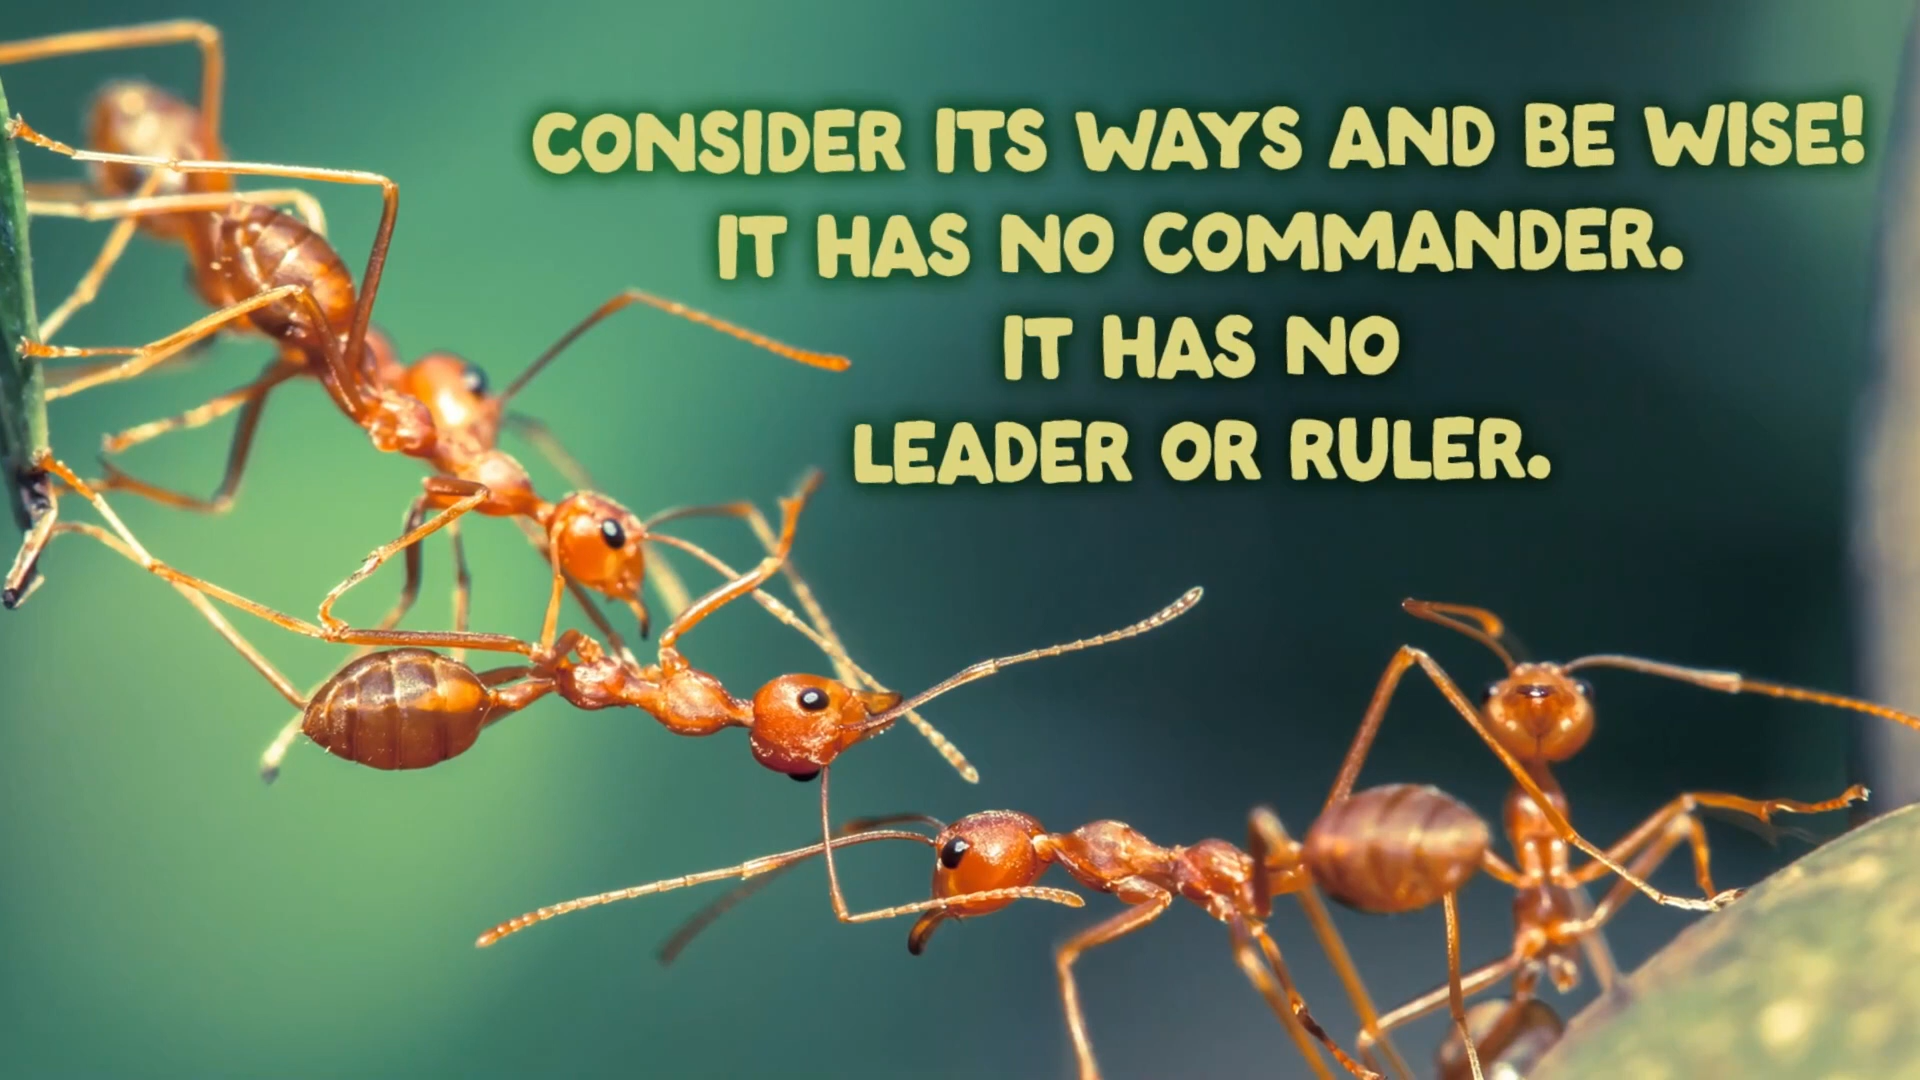 CONSIDER ITS WAYS AND BE WISE!
IT HAS NO COMMANDER.
IT HAS NO
LEADER OR RULER.